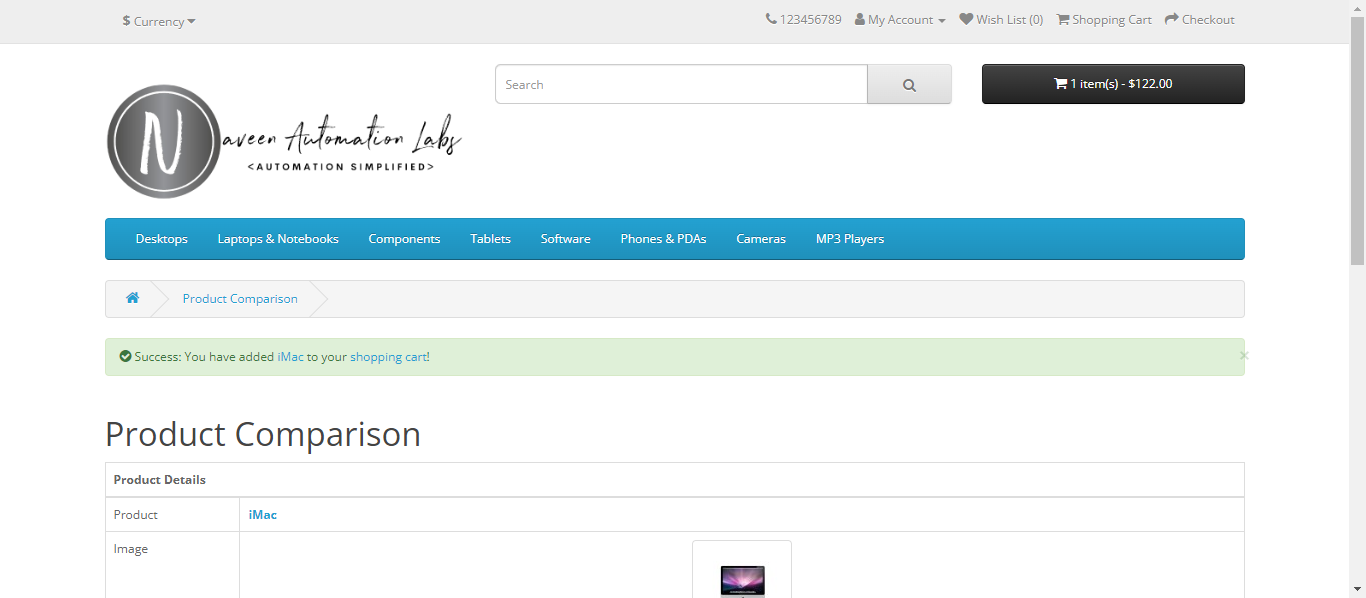 $ Currency
123456789 My Account Wish List (0) Shopping Cart Checkout
Search
1 item(s) - $122.00
N
aveen Automation Labs
<AUTOMATION SIMPLIFIED>
Desktops Laptops & Notebooks Components Tablets Software Phones & PDAs Cameras MP3 Players
Product Comparison
Success: You have added iMac to your shopping cart!
×
Product Comparison
Product Details
Product iMac
Image